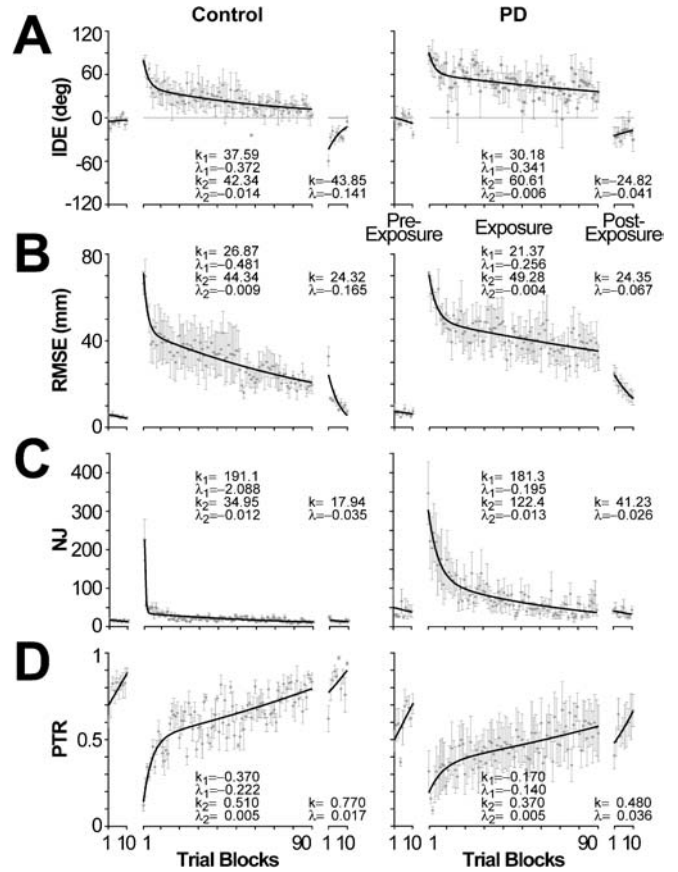 Control PD
A
120
60
0
-60
-120
IDE (deg)
k1= 37.59
λ1=-0.372
k2= 42.34 k=-43.85
λ2=-0.014 λ=-0.141
k1= 30.18
λ1=-0.341
k2= 60.61 k=-24.82
λ2=-0.006 λ=-0.041
Pre-Exposure Exposure Post-Exposure
B
80
40
0
RMSE (mm)
k1= 26.87
λ1=-0.481
k2= 44.34 k= 24.32
λ2=-0.009 λ=-0.165
k1= 21.37
λ1=-0.256
k2= 49.28 k= 24.35
λ2=-0.004 λ=-0.067
C
400
300
200
100
0
NJ
k1= 191.1
λ1=-2.088
k2= 34.95 k= 17.94
λ2=-0.012 λ=-0.035
k1= 181.3
λ1=-0.195
k2= 122.4 k= 41.23
λ2=-0.013 λ=-0.026
D
1
0.5
0
PTR
k1=-0.370
λ1=-0.222
k2= 0.510 k= 0.770
λ2= 0.005 λ= 0.017
k1=-0.170
λ1=-0.140
k2= 0.370 k= 0.480
λ2= 0.005 λ= 0.036
1 10 1 90 1 10 1 10 1 90 1 10
Trial Blocks Trial Blocks